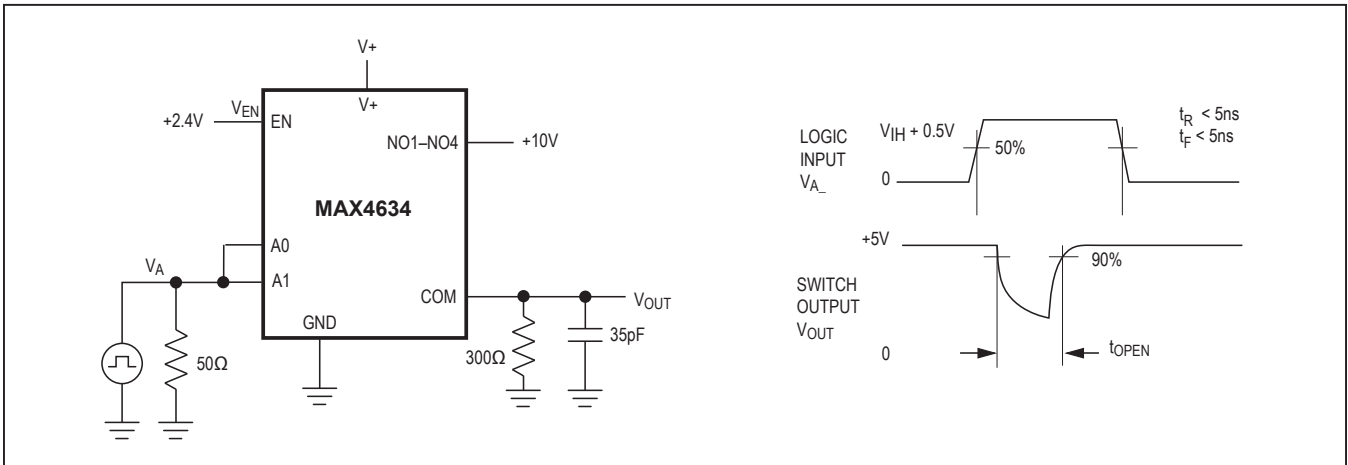 V+
V+
+2.4V
VEN
EN
NO1–NO4
+10V
MAX4634
A0
VA
A1
COM
VOUT
GND
50Ω
300Ω
35pF
LOGIC
INPUT
VA_
VIH + 0.5V
0
50%
tR < 5ns
tF < 5ns
+5V
SWITCH
OUTPUT
VOUT
0
90%
tOPEN